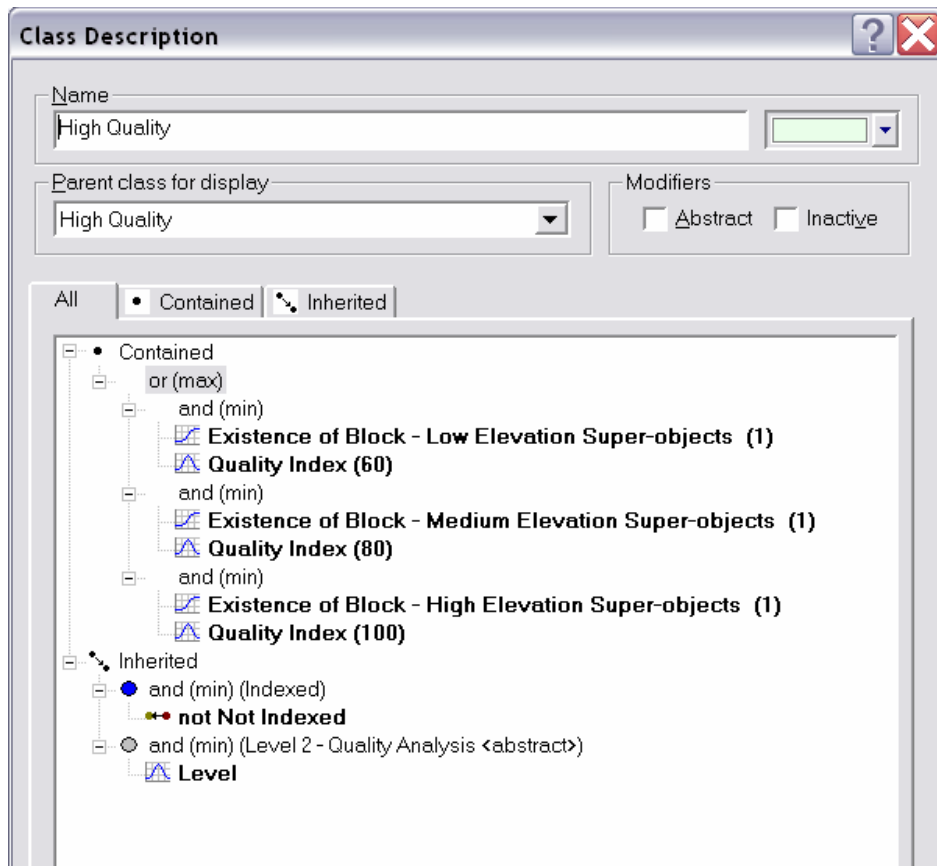 Class Description
Name
High Quality
Parent class for display
High Quality
Modifiers
Abstract Inactive
All Contained Inherited
Contained
or (max)
and (min)
Existence of Block - Low Elevation Super-objects (1)
Quality Index (60)
and (min)
Existence of Block - Medium Elevation Super-objects (1)
Quality Index (80)
and (min)
Existence of Block - High Elevation Super-objects (1)
Quality Index (100)
Inherited
and (min) (Indexed)
not Not Indexed
and (min) (Level 2 - Quality Analysis <abstract>)
Level